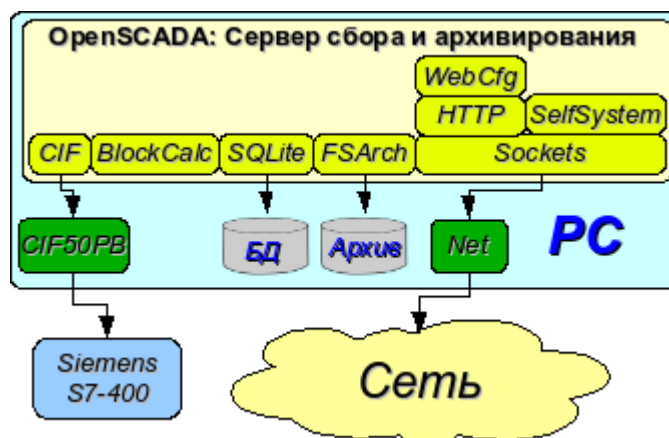 OpenSCADA: Сервер сбора и архивирования
WebCfg
HTTP
SelfSystem
CIF
BlockCalc
SQLite
FSArch
Sockets
CIF50PB
БД
Архив
Net
PC
Siemens
S7-400
Сеть